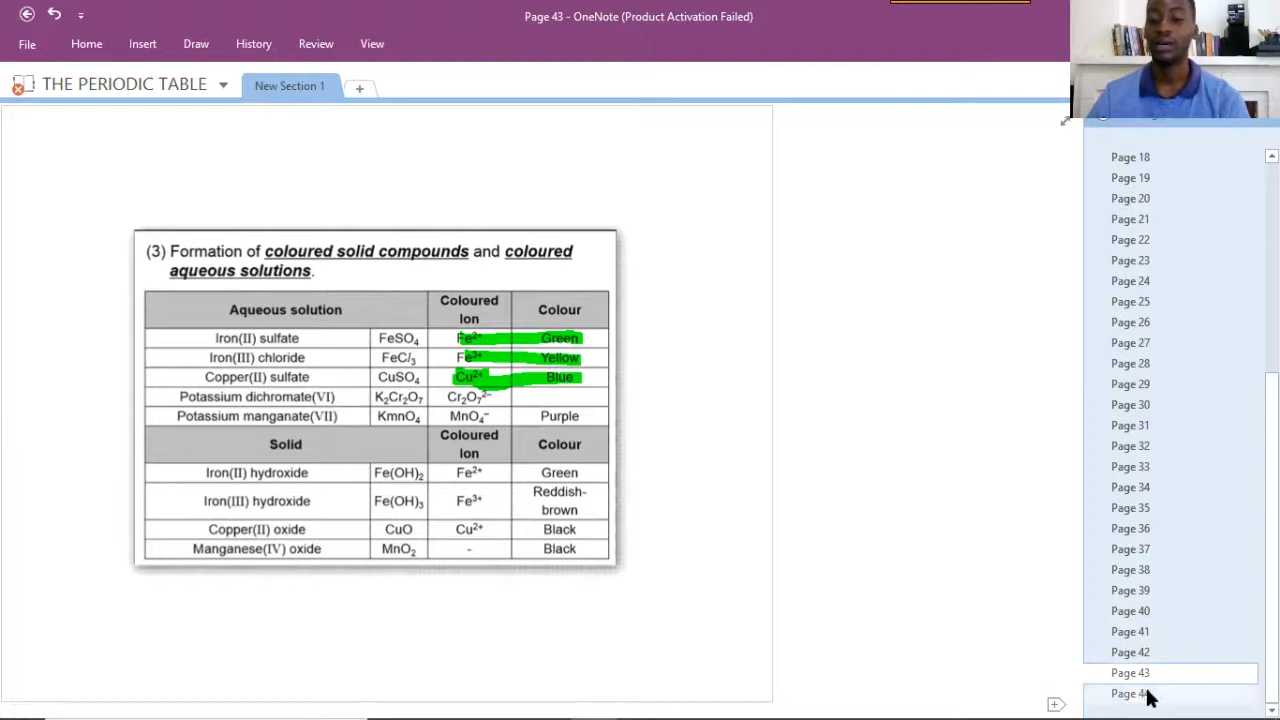 Page 43 - OneNote (Product Activation Failed)
File Home Insert Draw History Review View
THE PERIODIC TABLE New Section 1
(3) Formation of coloured solid compounds and coloured
aqueous solutions.
Aqueous solution Coloured Ion Colour
Iron(II) sulfate FeSO₄ Fe²⁺ Green
Iron(III) chloride FeCl₃ Fe³⁺ Yellow
Copper(II) sulfate CuSO₄ Cu²⁺ Blue
Potassium dichromate(VI) K₂Cr₂O₇ Cr₂O₇²⁻
Potassium manganate(VII) KmnO₄ MnO₄⁻ Purple
Solid Coloured Ion Colour
Iron(II) hydroxide Fe(OH)₂ Fe²⁺ Green
Iron(III) hydroxide Fe(OH)₃ Fe³⁺ Reddish-brown
Copper(II) oxide CuO Cu²⁺ Black
Manganese(IV) oxide MnO₂ - Black
Page 18
Page 19
Page 20
Page 21
Page 22
Page 23
Page 24
Page 25
Page 26
Page 27
Page 28
Page 29
Page 30
Page 31
Page 32
Page 33
Page 34
Page 35
Page 36
Page 37
Page 38
Page 39
Page 40
Page 41
Page 42
Page 43
Page 44